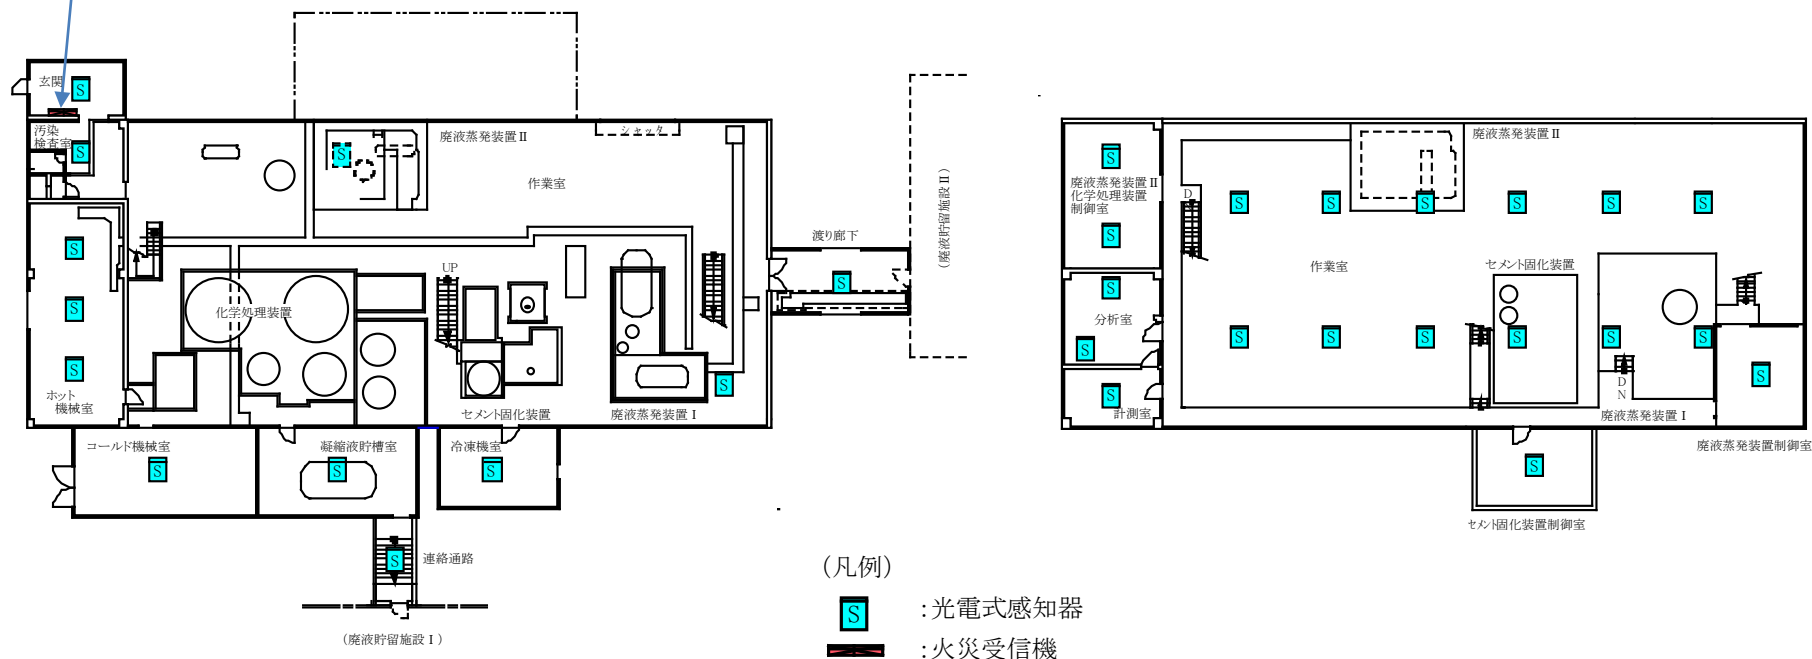 玄関
S
汚染
検査室
S
廃液蒸発装置Ⅱ
S
シャッタ
作業室
(廃液貯留施設Ⅱ)
渡り廊下
S
S
S
S
ホット
機械室
UP
化学処理装置
セメント固化装置
廃液蒸発装置Ⅰ
S
コールド機械室
S
凝縮液貯槽室
S
冷凍機室
S
S
連絡通路
(廃液貯留施設Ⅰ)
S
廃液蒸発装置Ⅱ
化学処理装置
制御室
S
S
分析室
S
S
計測室
D
廃液蒸発装置Ⅱ
S
S
S
S
S
S
作業室
セメント固化装置
S
S
S
S
S
S
D
N
S
廃液蒸発装置Ⅰ
廃液蒸発装置制御室
S
セメント固化装置制御室
(凡例)
S
:光電式感知器
:火災受信機